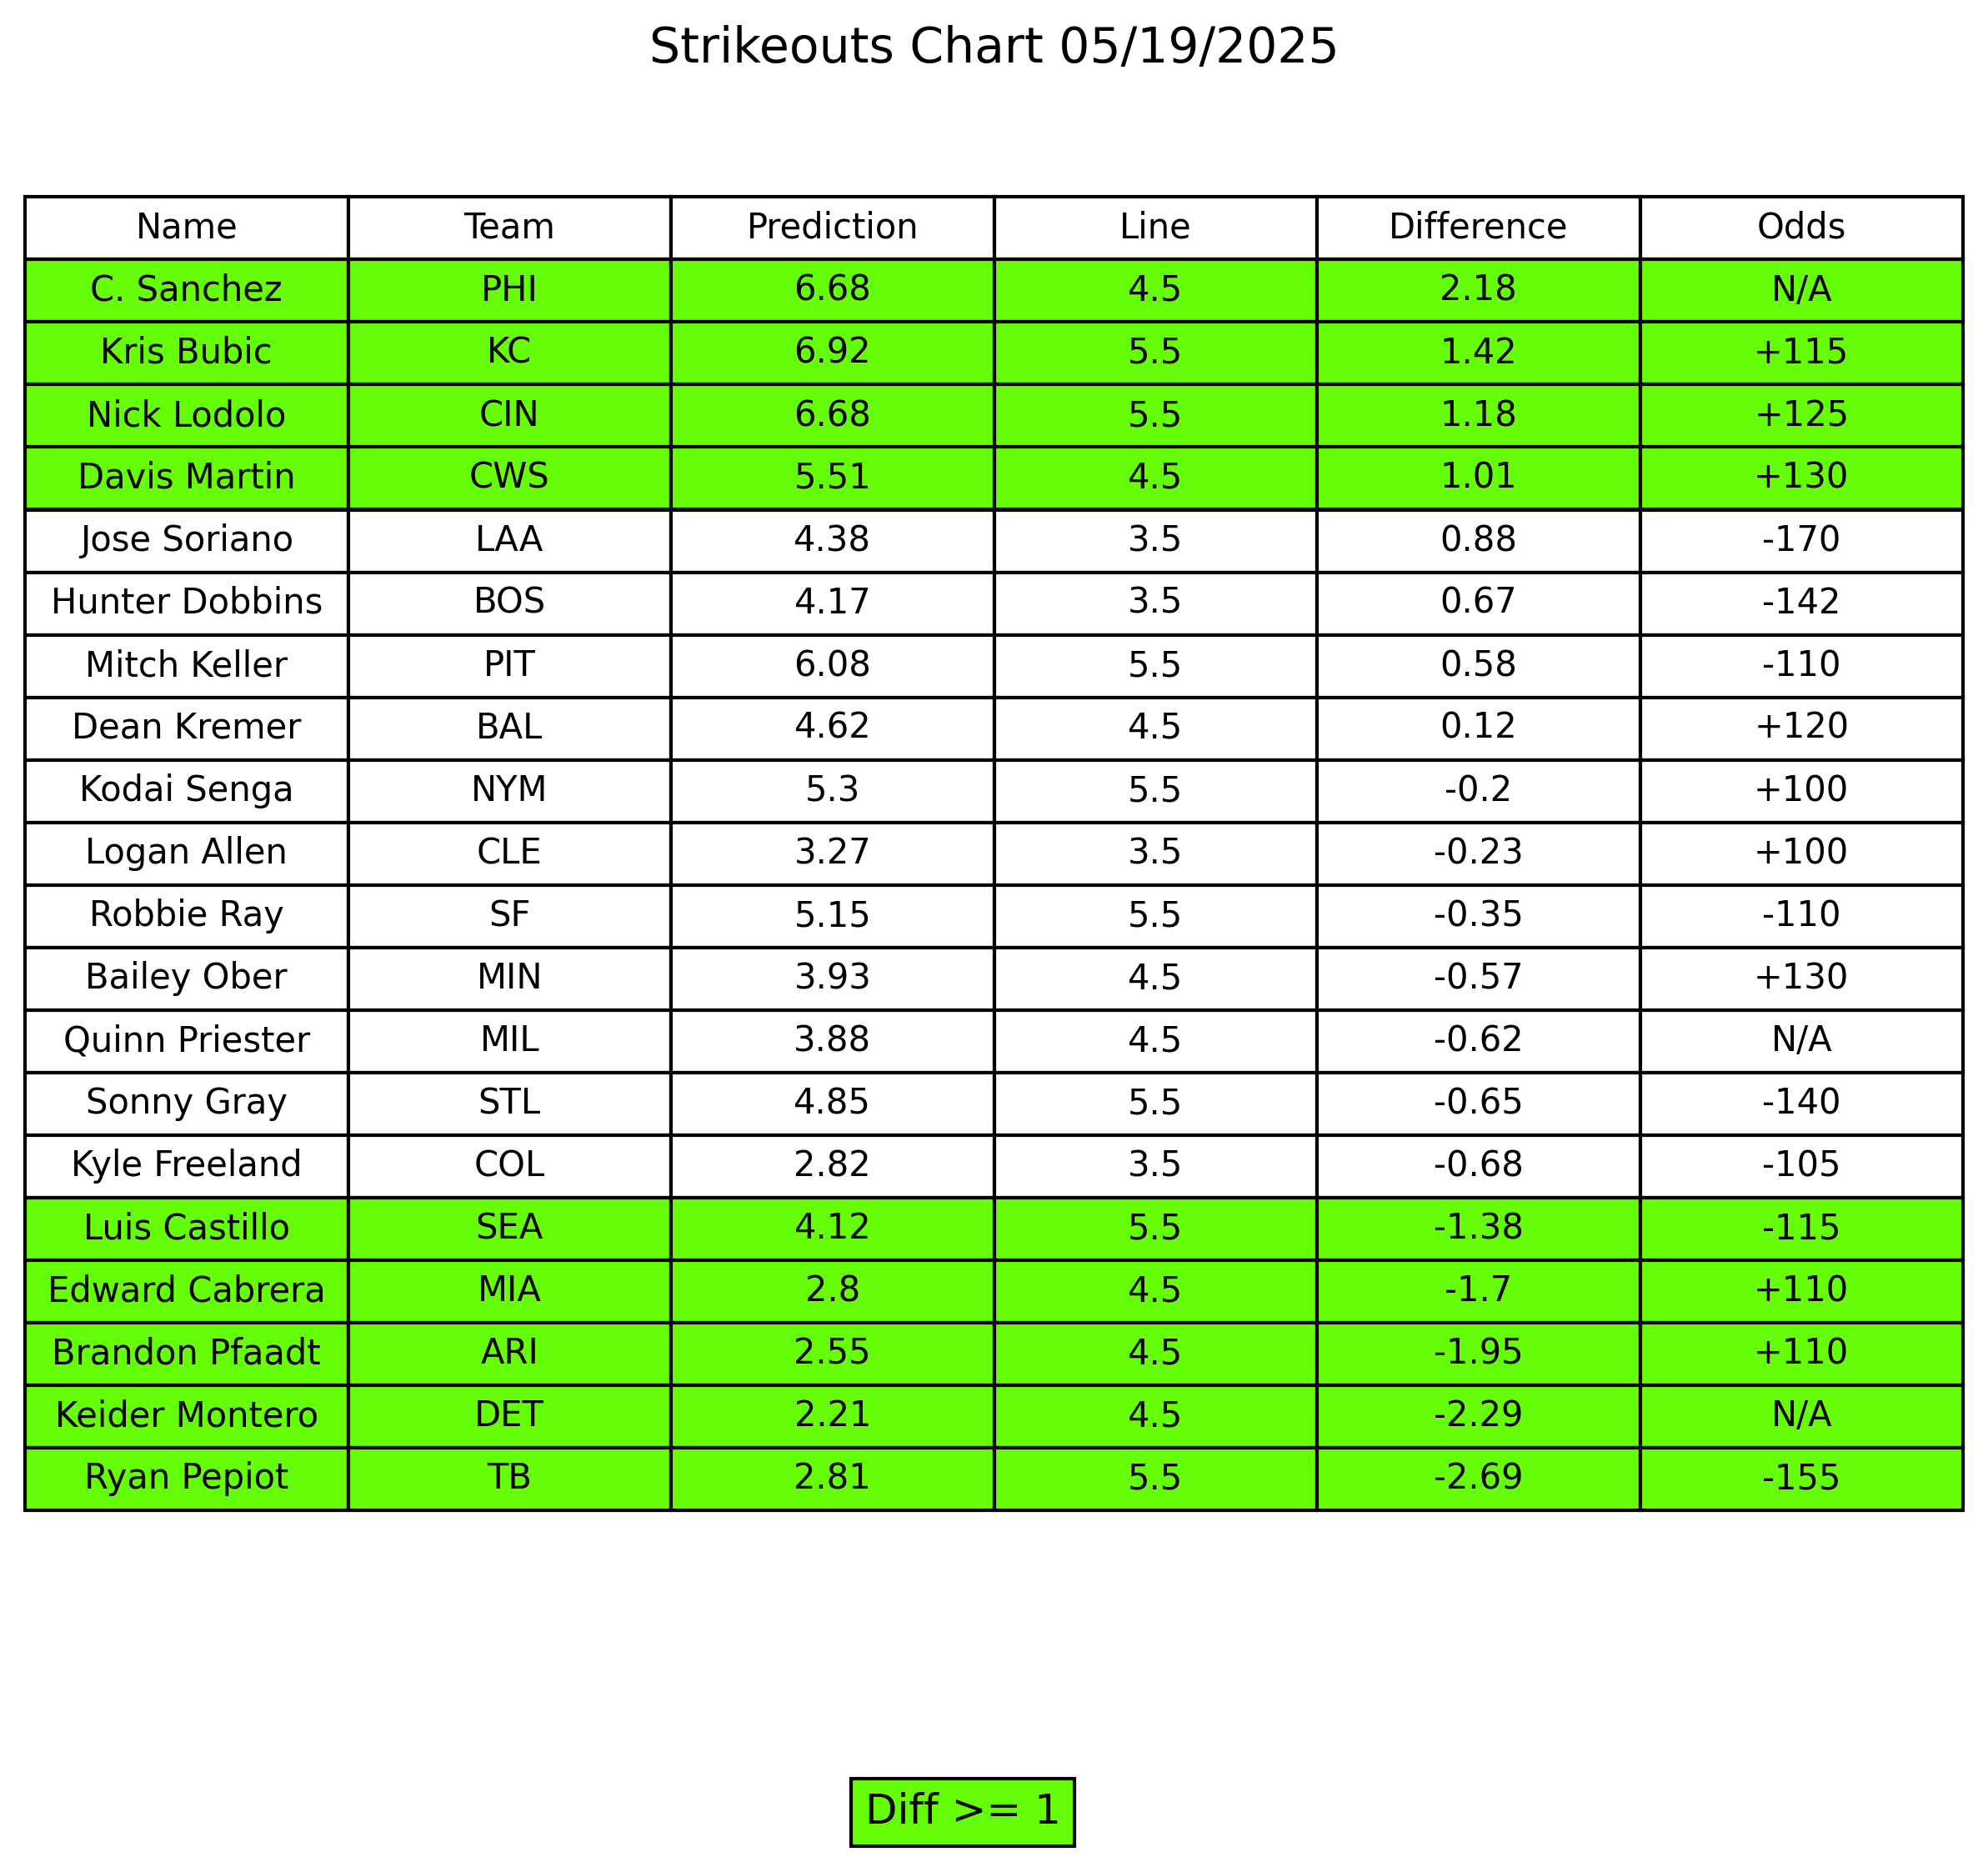 Strikeouts Chart 05/19/2025
Name Team Prediction Line Difference Odds
C. Sanchez PHI 6.68 4.5 2.18 N/A
Kris Bubic KC 6.92 5.5 1.42 +115
Nick Lodolo CIN 6.68 5.5 1.18 +125
Davis Martin CWS 5.51 4.5 1.01 +130
Jose Soriano LAA 4.38 3.5 0.88 -170
Hunter Dobbins BOS 4.17 3.5 0.67 -142
Mitch Keller PIT 6.08 5.5 0.58 -110
Dean Kremer BAL 4.62 4.5 0.12 +120
Kodai Senga NYM 5.3 5.5 -0.2 +100
Logan Allen CLE 3.27 3.5 -0.23 +100
Robbie Ray SF 5.15 5.5 -0.35 -110
Bailey Ober MIN 3.93 4.5 -0.57 +130
Quinn Priester MIL 3.88 4.5 -0.62 N/A
Sonny Gray STL 4.85 5.5 -0.65 -140
Kyle Freeland COL 2.82 3.5 -0.68 -105
Luis Castillo SEA 4.12 5.5 -1.38 -115
Edward Cabrera MIA 2.8 4.5 -1.7 +110
Brandon Pfaadt ARI 2.55 4.5 -1.95 +110
Keider Montero DET 2.21 4.5 -2.29 N/A
Ryan Pepiot TB 2.81 5.5 -2.69 -155
Diff >= 1